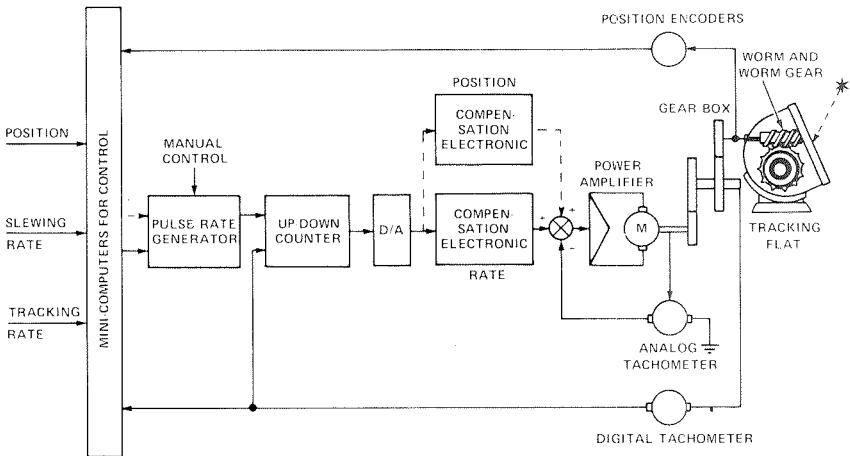 POSITION ENCODERS
WORM AND
WORM GEAR
GEAR BOX
POSITION
COMPEN-
SATION
ELECTRONIC
POSITION
MANUAL
CONTROL
POWER
AMPLIFIER
SLEWING
RATE
MINI-COMPUTERS FOR CONTROL
PULSE RATE
GENERATOR
UP-DOWN
COUNTER
D/A
COMPEN-
SATION
ELECTRONIC
RATE
+
+
-
M
TRACKING
FLAT
TRACKING
RATE
ANALOG
TACHOMETER
DIGITAL TACHOMETER